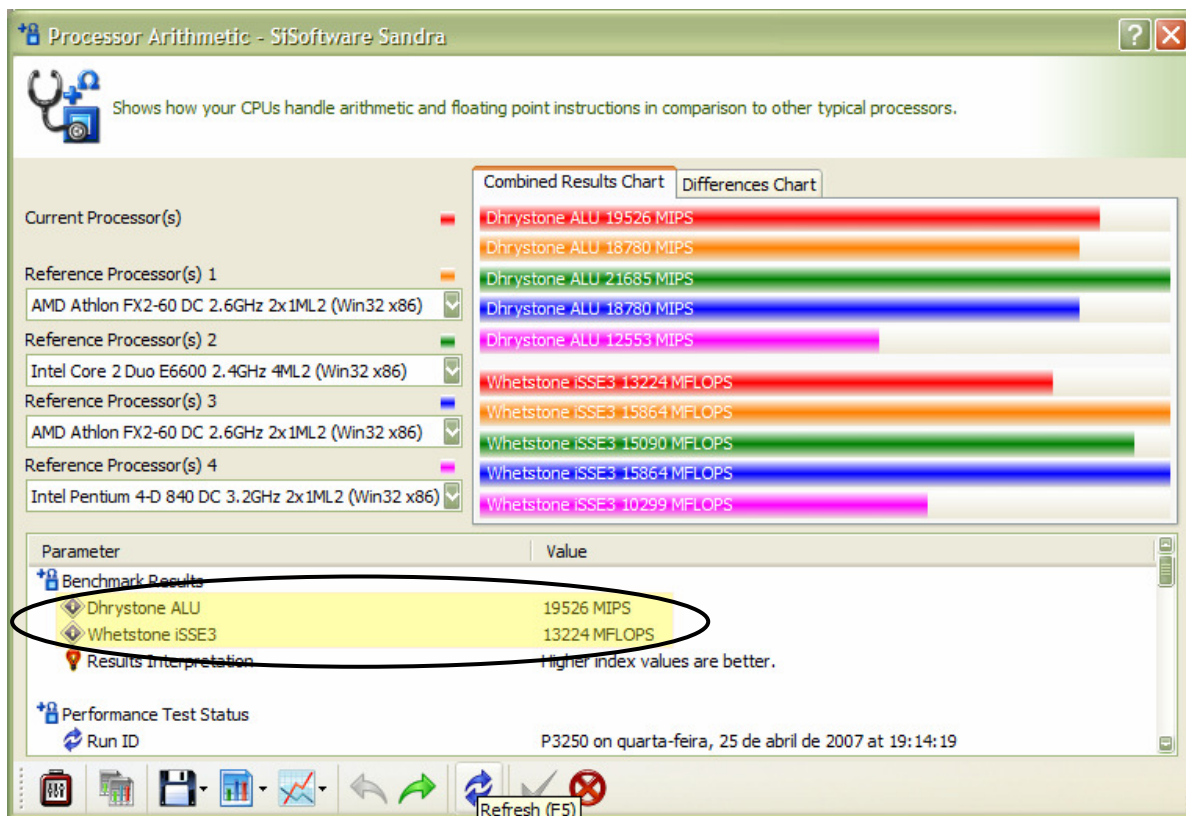 Processor Arithmetic - SiSoftware Sandra
Shows how your CPUs handle arithmetic and floating point instructions in comparison to other typical processors.
Combined Results Chart Differences Chart
Current Processor(s)
Dhrystone ALU 19526 MIPS
Dhrystone ALU 18780 MIPS
Reference Processor(s) 1
Dhrystone ALU 21685 MIPS
AMD Athlon FX2-60 DC 2.6GHz 2x1ML2 (Win32 x86)
Dhrystone ALU 18780 MIPS
Reference Processor(s) 2
Dhrystone ALU 12553 MIPS
Intel Core 2 Duo E6600 2.4GHz 4ML2 (Win32 x86)
Whetstone iSSE3 13224 MFLOPS
Reference Processor(s) 3
Whetstone iSSE3 15864 MFLOPS
AMD Athlon FX2-60 DC 2.6GHz 2x1ML2 (Win32 x86)
Whetstone iSSE3 15090 MFLOPS
Reference Processor(s) 4
Whetstone iSSE3 15864 MFLOPS
Intel Pentium 4-D 840 DC 3.2GHz 2x1ML2 (Win32 x86)
Whetstone iSSE3 10299 MFLOPS
Parameter Value
Benchmark Results
Dhrystone ALU 19526 MIPS
Whetstone iSSE3 13224 MFLOPS
Results Interpretation Higher index values are better.
Performance Test Status
Run ID P3250 on quarta-feira, 25 de abril de 2007 at 19:14:19
Refresh (F5)